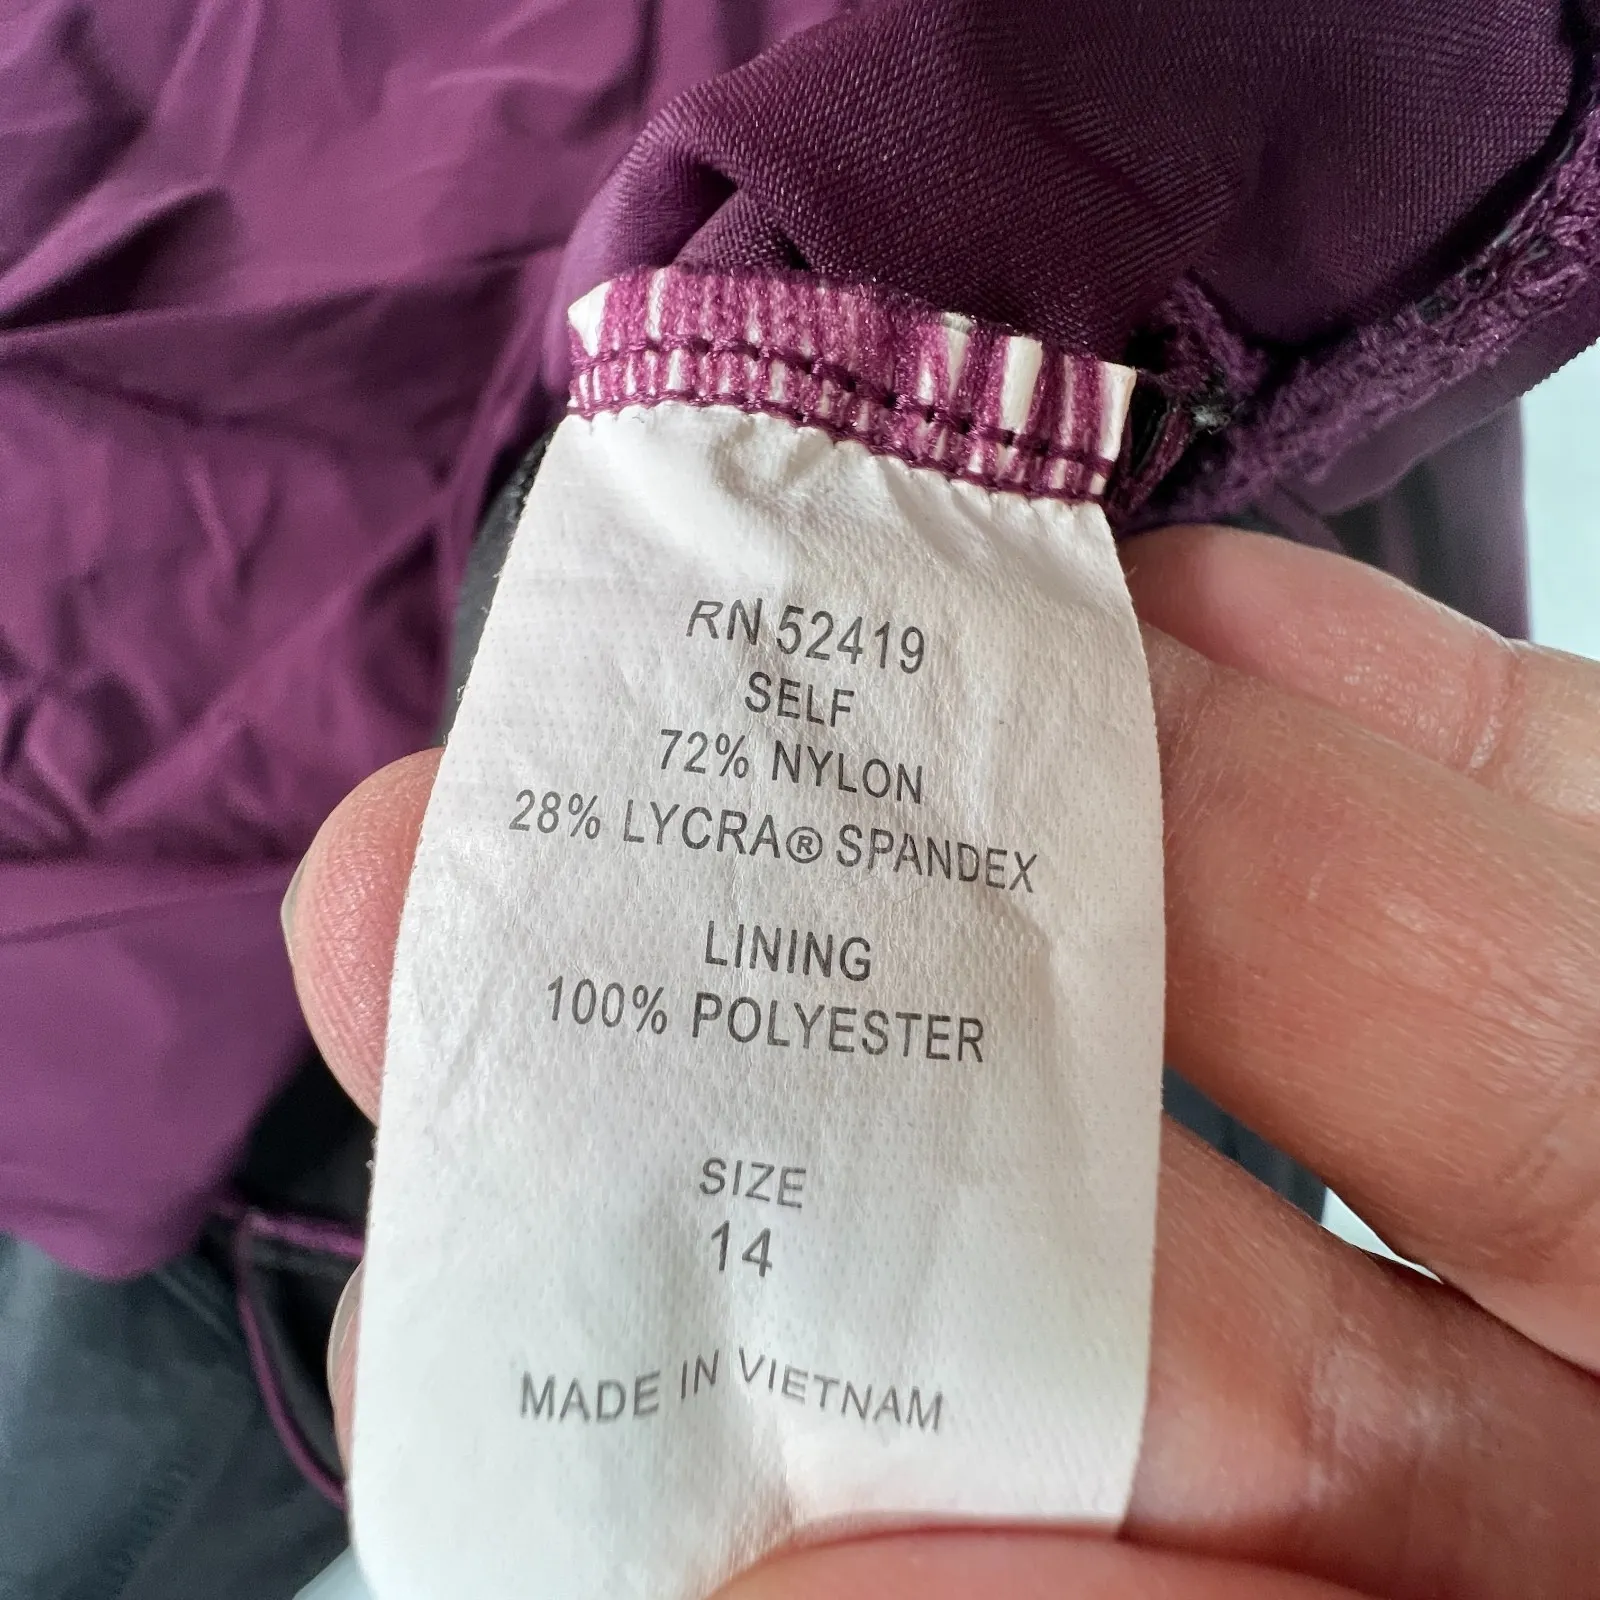 RN 52419
SELF
72% NYLON
28% LYCRA® SPANDEX
LINING
100% POLYESTER
SIZE
14
MADE IN VIETNAM